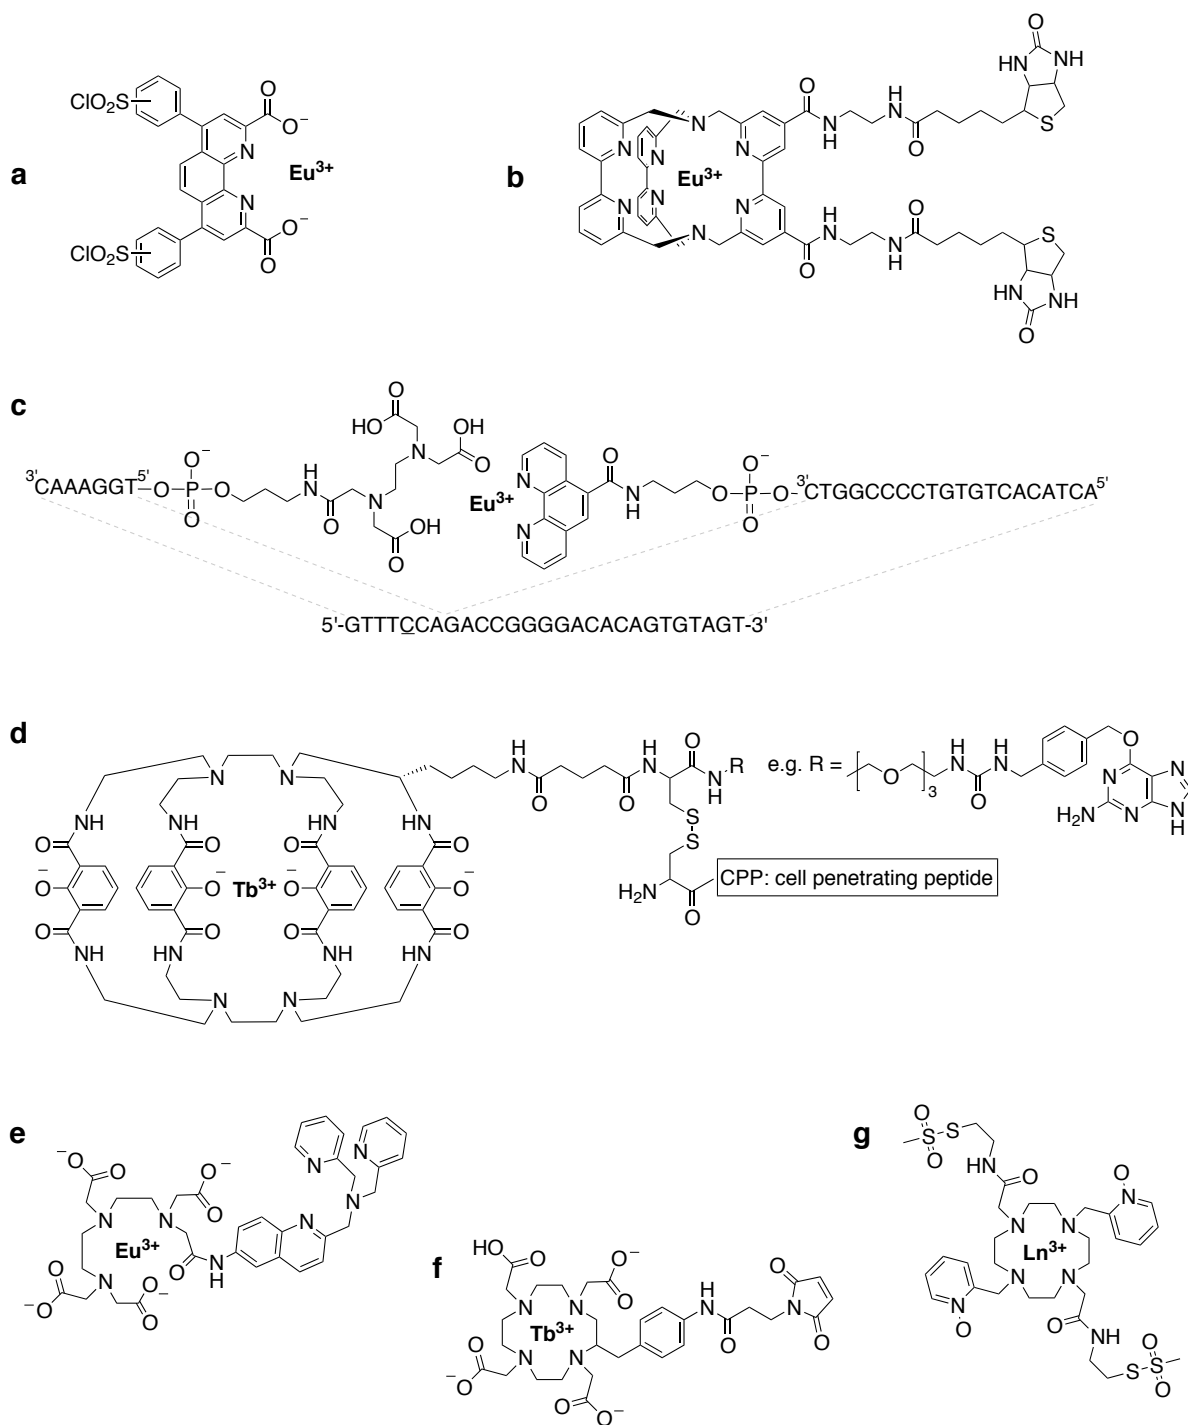 a
ClO2S
N
N
O
O–
O–
O
Eu3+
ClO2S
b
N
N
N
N
N
N
N
N
Eu3+
O
N
H
H
N
O
S
HN
NH
O
O
N
H
N
H
O
S
HN
NH
O
c
3'CAAAGGT5'
O
O–
P
O
O
H
N
O
N
N
O
HO
OH
O
OH
O
Eu3+
N
N
O
N
H
O
O–
P
O
O
3'CTGGCCCCTGTGTCACATCA5'
5'-GTTTCCAGACCGGGGACACAGTGTAGT-3'
d
N
N
NH
NH
HN
HN
O
O
O
O
–O
O–
Tb3+
–O
O–
O
O
O
O
NH
NH
NH
HN
N
N
H
N
O
O
H
N
O
N
H
R
S
S
H2N
O
CPP: cell penetrating peptide
e.g. R =
O
3
H
N
O
H
N
O
N
N
N
N
H
H2N
e
–O
O
O–
O
N
N
N
Eu3+
O
N
H
–O
O
O–
O
N
N
N
N
f
HO
O
O–
O
N
N
N
N
Tb3+
–O
O
O
O–
H
N
O
N
O
O
g
O
S
O
S
HN
O
N
N
N
N
Ln3+
O
N
N
O
O
NH
S
O
S
O